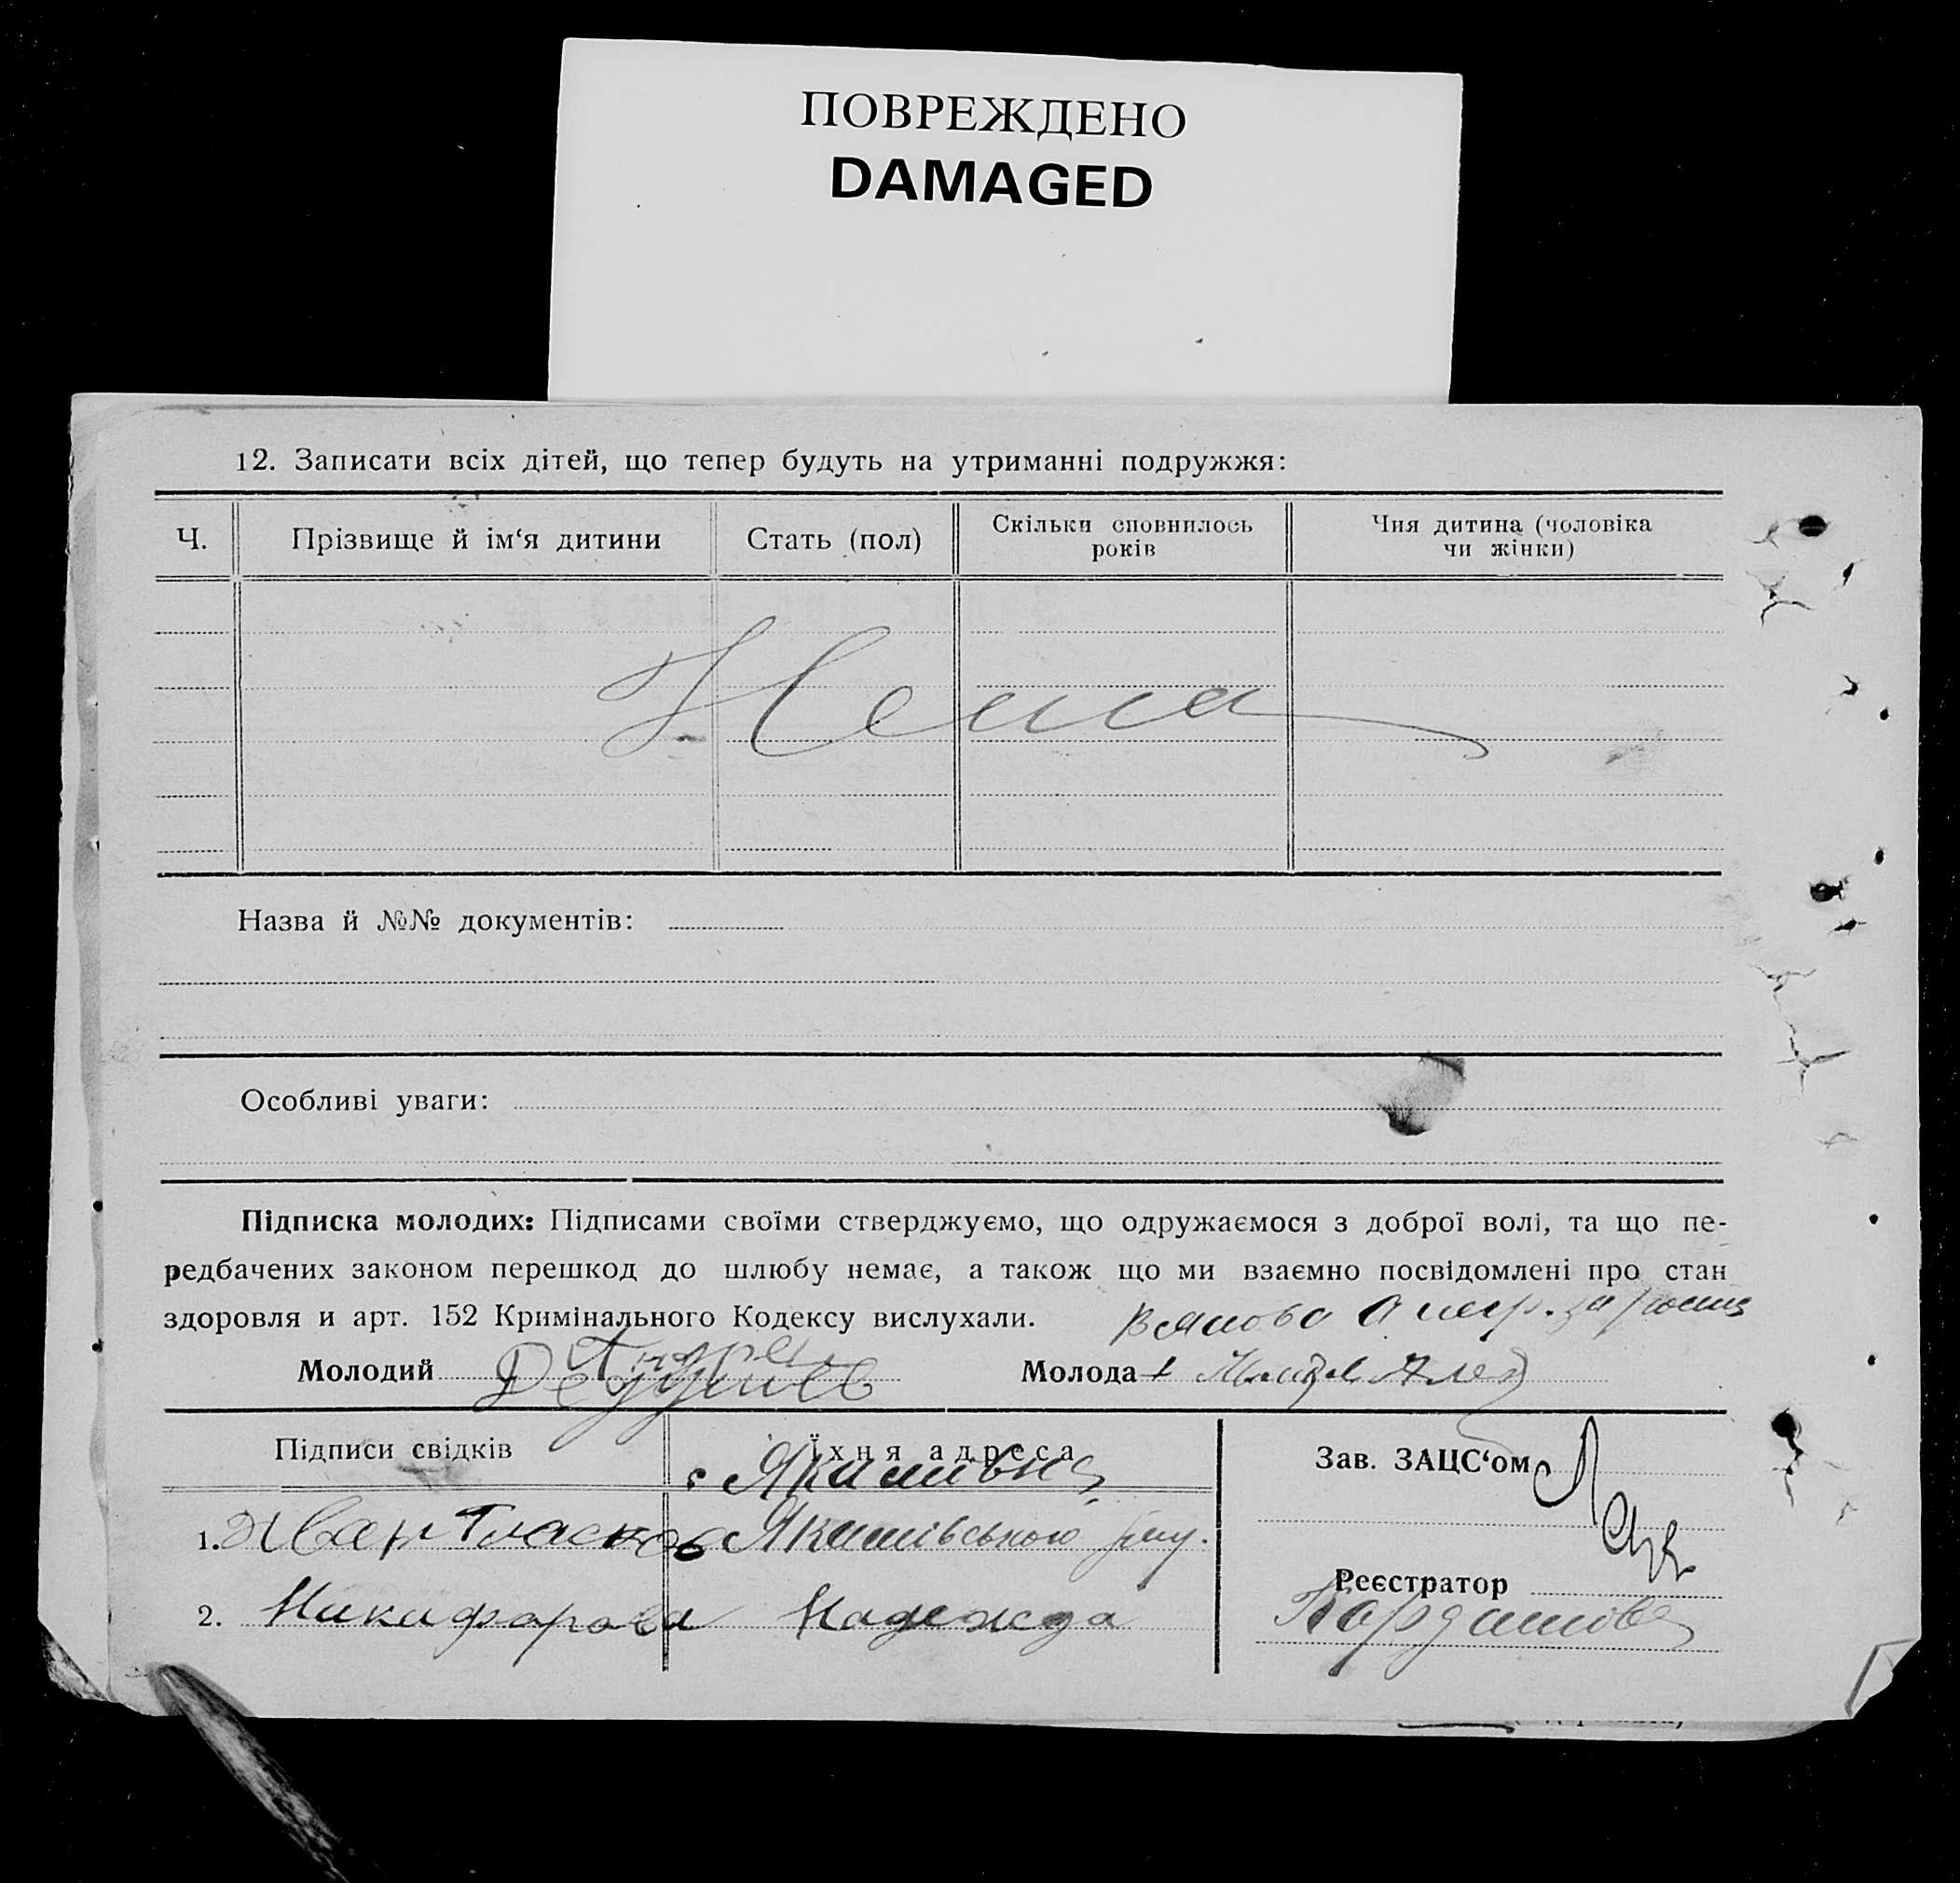 ПОВРЕЖДЕНО
DAMAGED
12. Записати всіх дітей, що тепер будуть на утриманні подружжя:
Ч. Прізвище й ім‘я дитини Стать (пол) Скільки сповнилось років Чия дитина (чоловіка чи жінки)
Нема
Назва й №№ документів:
Особливі уваги:
Підписка молодих: Підписами своїми стверджуємо, що одружаємося з доброї волі, та що пе-
редбачених законом перешкод до шлюбу немає, а також що ми взаємно посвідомлені про стан
здоровля и арт. 152 Кримінального Кодексу вислухали.
Молодий Молода
Підписи свідків Їхня адреса Зав. ЗАЦС‘ом
с Якимівка
1. Иван Якимівського
Реєстратор
2. Никифарова Надежда